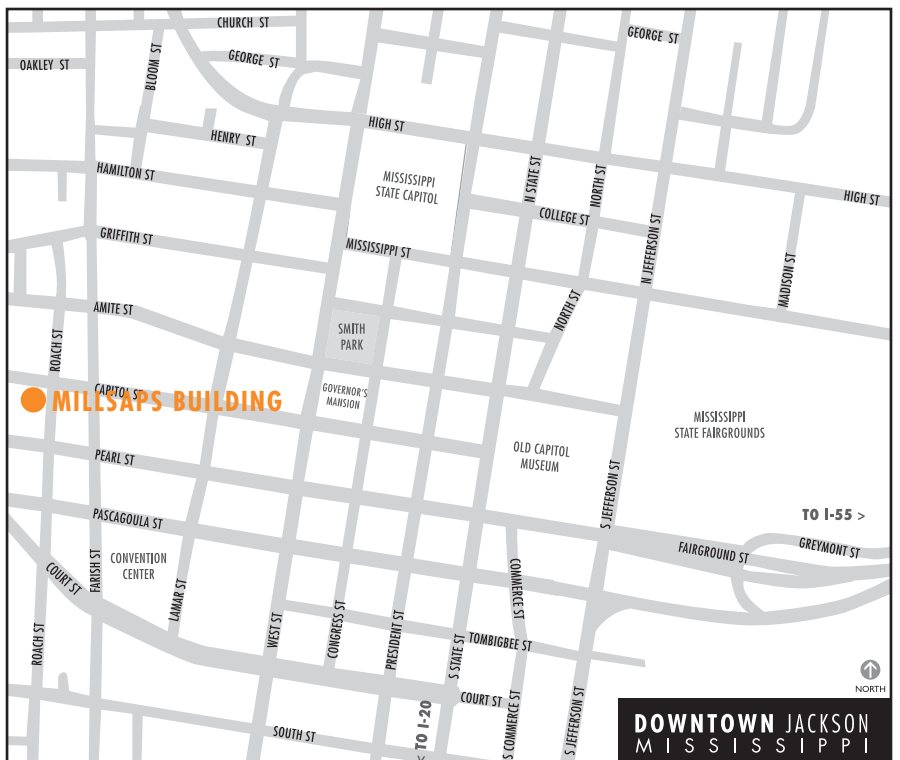 CHURCH ST
GEORGE ST
GEORGE ST
OAKLEY ST
BLOOM ST
HIGH ST
HENRY ST
HAMILTON ST
MISSISSIPPI
STATE CAPITOL
N STATE ST
NORTH ST
HIGH ST
COLLEGE ST
GRIFFITH ST
MISSISSIPPI ST
N JEFFERSON ST
MADISON ST
AMITE ST
NORTH ST
SMITH
PARK
ROACH ST
CAPITOL ST
MILLSAPS BUILDING
GOVERNOR'S
MANSION
MISSISSIPPI
STATE FAIRGROUNDS
OLD CAPITOL
MUSEUM
PEARL ST
S JEFFERSON ST
PASCAGOULA ST
TO I-55 >
FAIRGROUND ST
GREYMONT ST
CONVENTION
CENTER
FARISH ST
COURT ST
LAMAR ST
COMMERCE ST
WEST ST
CONGRESS ST
PRESIDENT ST
S STATE ST
TOMBIGBEE ST
ROACH ST
COURT ST
S COMMERCE ST
S JEFFERSON ST
SOUTH ST
< TO I-20
NORTH
DOWNTOWN JACKSON
MISSISSIPPI